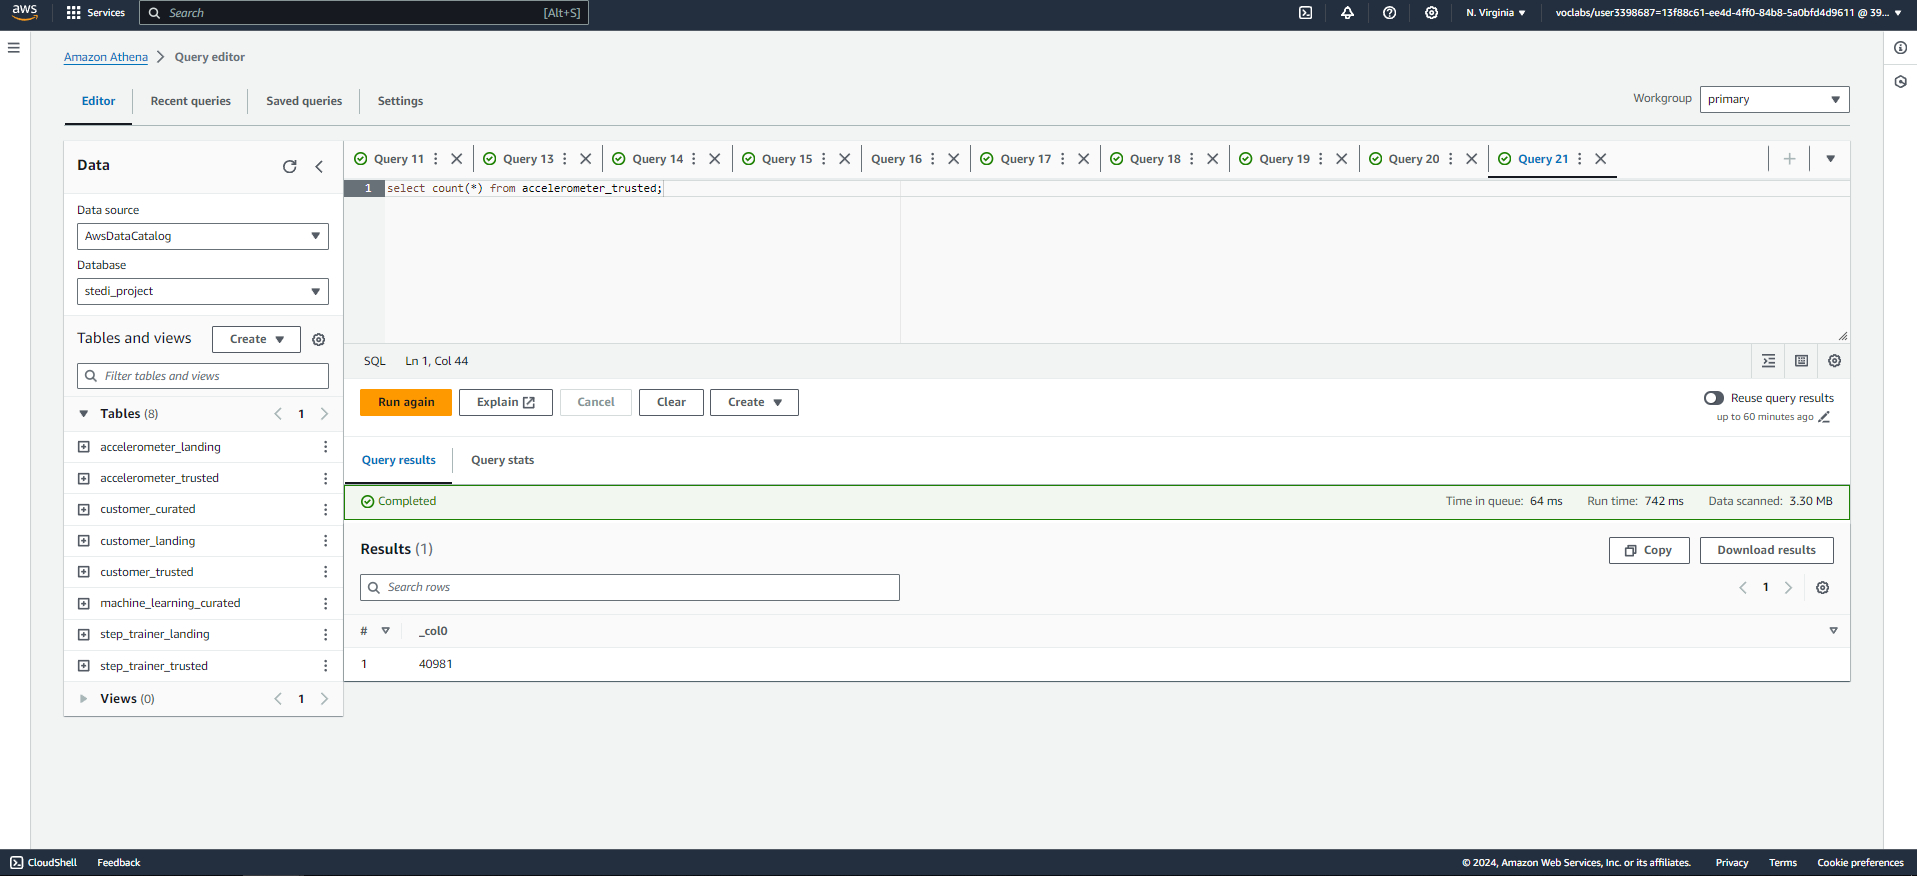 aws Services Search [Alt+S] N. Virginia voclabs/user3398687=13f88c61-ee4d-4ff0-84b8-5a0bfd4d9611 @ 39...
Amazon Athena Query editor
Editor Recent queries Saved queries Settings Workgroup primary
Data
Data source
AwsDataCatalog
Database
stedi_project
Tables and views Create
Filter tables and views
Tables (8) 1
accelerometer_landing
accelerometer_trusted
customer_curated
customer_landing
customer_trusted
machine_learning_curated
step_trainer_landing
step_trainer_trusted
Views (0) 1
Query 11 Query 13 Query 14 Query 15 Query 16 Query 17 Query 18 Query 19 Query 20 Query 21
1 select count(*) from accelerometer_trusted;
SQL Ln 1, Col 44
Run again Explain Cancel Clear Create Reuse query results
up to 60 minutes ago
Query results Query stats
Completed Time in queue: 64 ms Run time: 742 ms Data scanned: 3.30 MB
Results (1) Copy Download results
Search rows 1
# _col0
1 40981
CloudShell Feedback © 2024, Amazon Web Services, Inc. or its affiliates. Privacy Terms Cookie preferences